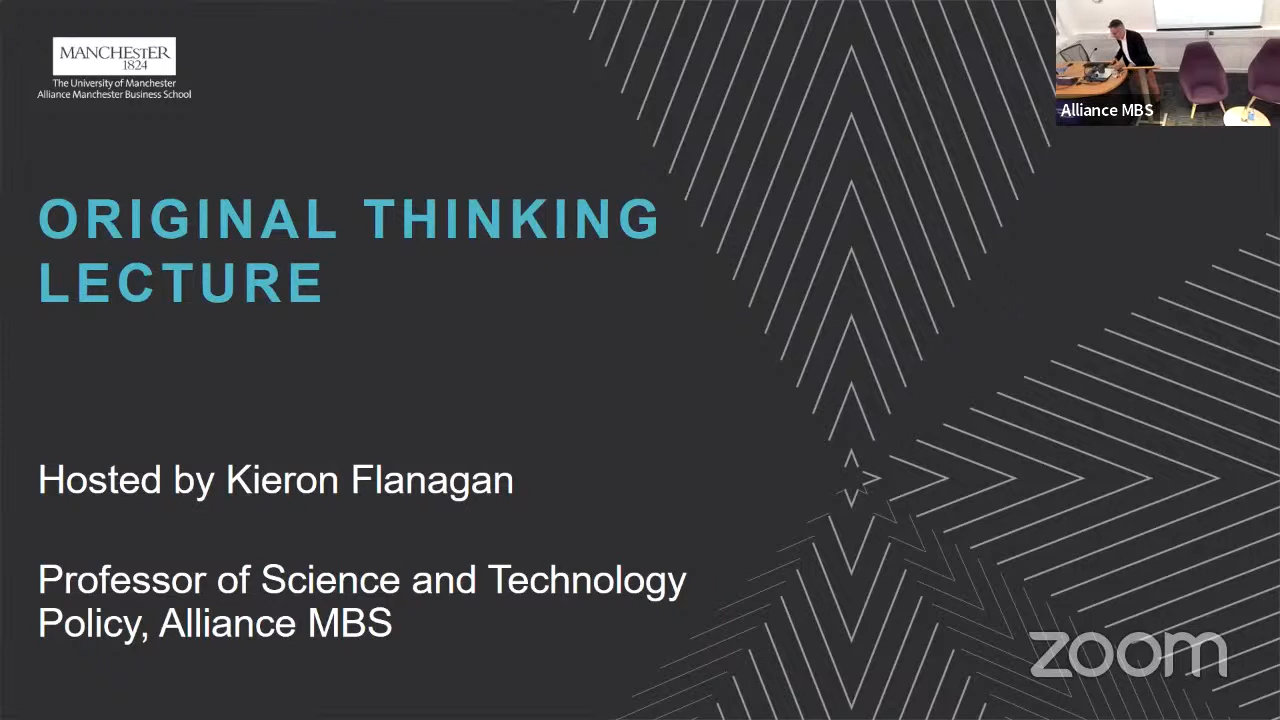 MANCHESTER
1824
The University of Manchester
Alliance Manchester Business School
Alliance MBS
ORIGINAL THINKING
LECTURE
Hosted by Kieron Flanagan
Professor of Science and Technology
Policy, Alliance MBS
zoom